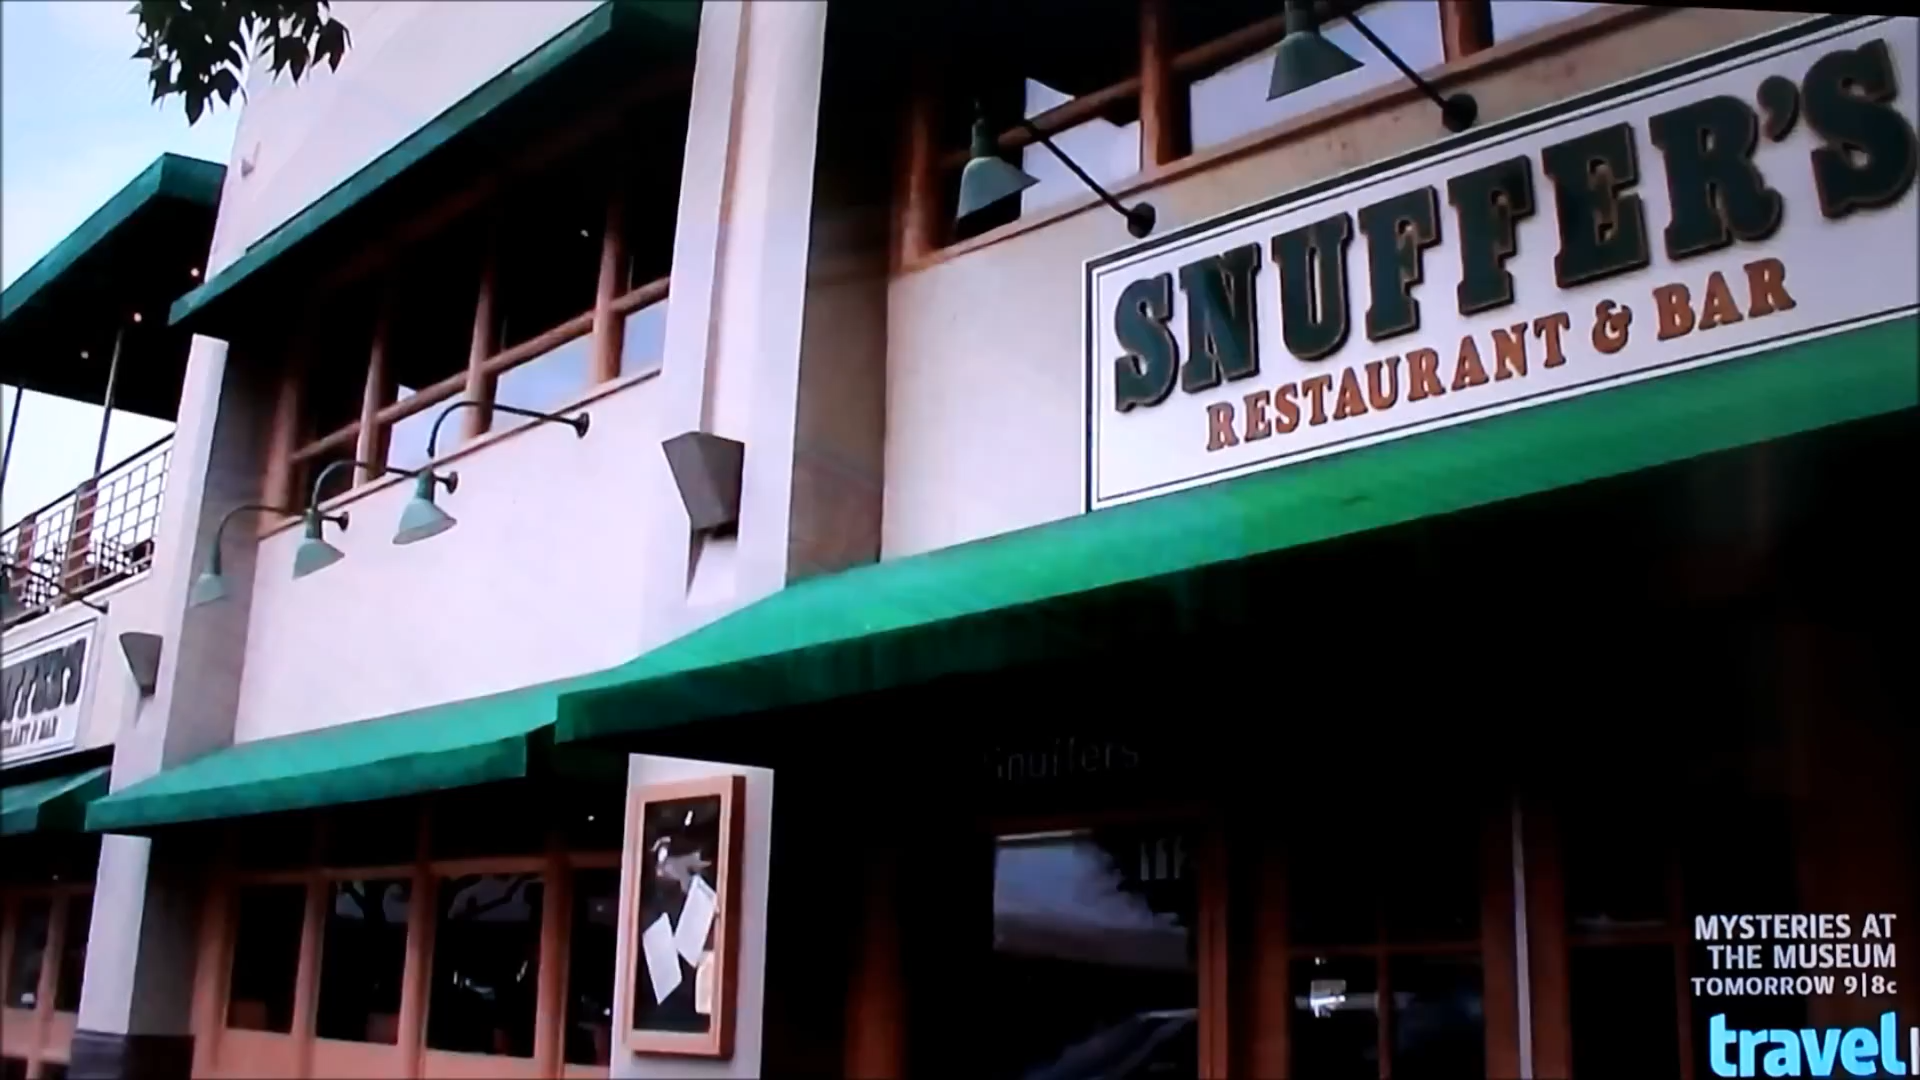 SNUFFER'S
RESTAURANT & BAR
Snuffers
MYSTERIES AT
THE MUSEUM
TOMORROW 9|8c
travel